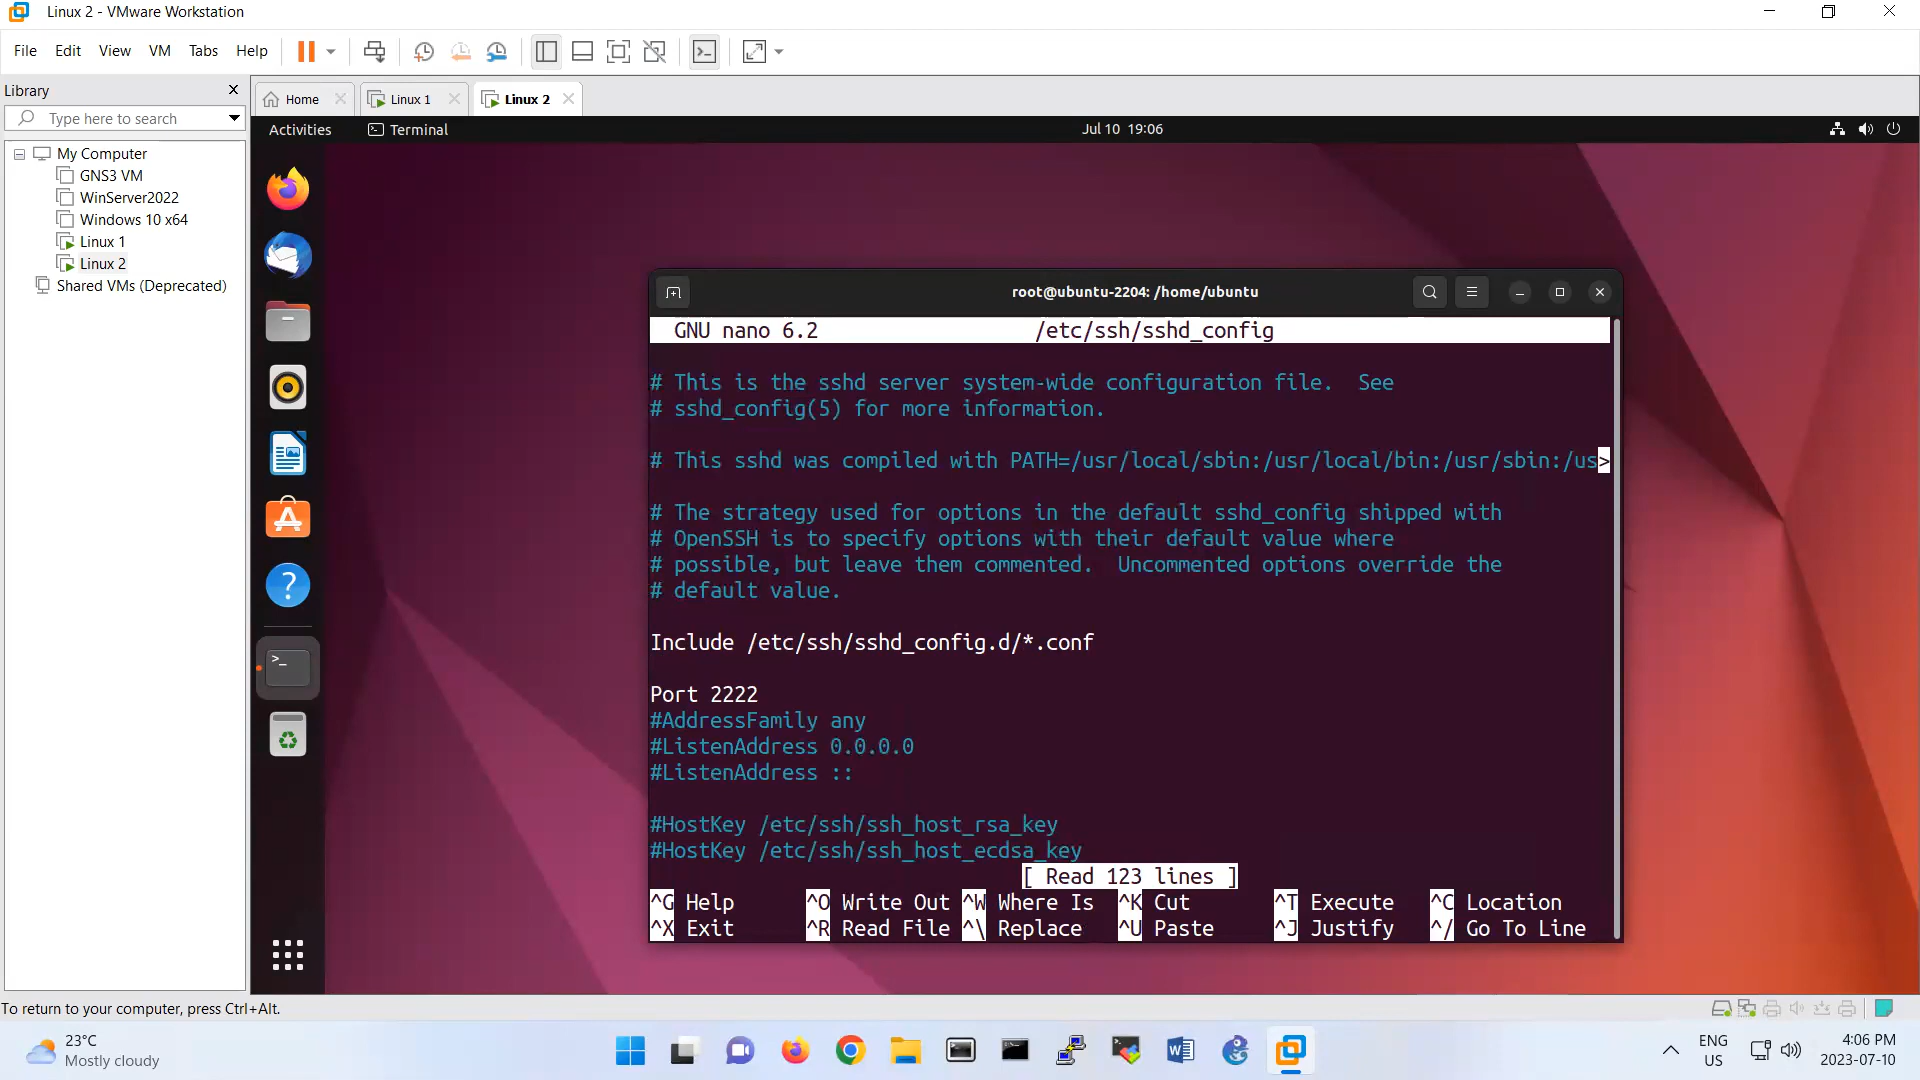 Linux 2 - VMware Workstation
File Edit View VM Tabs Help
Library
Type here to search
My Computer
GNS3 VM
WinServer2022
Windows 10 x64
Linux 1
Linux 2
Shared VMs (Deprecated)
Home
Linux 1
Linux 2
Activities
Terminal
Jul 10 19:06
root@ubuntu-2204: /home/ubuntu
GNU nano 6.2 /etc/ssh/sshd_config
# This is the sshd server system-wide configuration file.  See
# sshd_config(5) for more information.
# This sshd was compiled with PATH=/usr/local/sbin:/usr/local/bin:/usr/sbin:/us>
# The strategy used for options in the default sshd_config shipped with
# OpenSSH is to specify options with their default value where
# possible, but leave them commented.  Uncommented options override the
# default value.
Include /etc/ssh/sshd_config.d/*.conf
Port 2222
#AddressFamily any
#ListenAddress 0.0.0.0
#ListenAddress ::
#HostKey /etc/ssh/ssh_host_rsa_key
#HostKey /etc/ssh/ssh_host_ecdsa_key
[ Read 123 lines ]
^G Help ^O Write Out ^W Where Is ^K Cut ^T Execute ^C Location
^X Exit ^R Read File ^\ Replace ^U Paste ^J Justify ^/ Go To Line
To return to your computer, press Ctrl+Alt.
23°C
Mostly cloudy
ENG
US
4:06 PM
2023-07-10